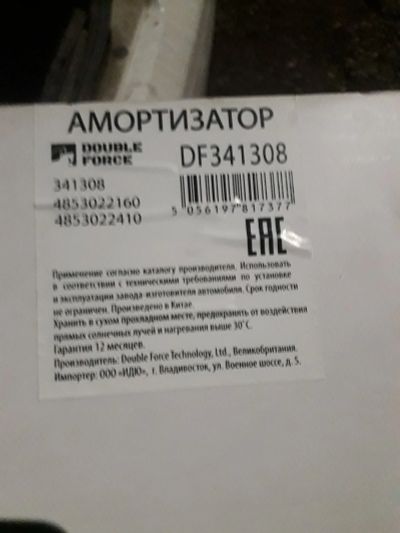 АМОРТИЗАТОР
DOUBLE
FORCE
DF341308
341308
4853022160
4853022410
5 056197 817377
EAC
Применение согласно каталогу производителя. Использовать
в соответствии с техническими требованиями по установке
и эксплуатации завода-изготовителя автомобиля. Срок годности
не ограничен. Произведено в Китае.
Хранить в сухом прохладном месте, предохранять от воздействия
прямых солнечных лучей и нагревания выше 30˚С.
Гарантия 12 месяцев.
Производитель: Double Force Technology, Ltd., Великобритания.
Импортер: ООО «ИДЮ», г. Владивосток, ул. Военное шоссе, д. 5.